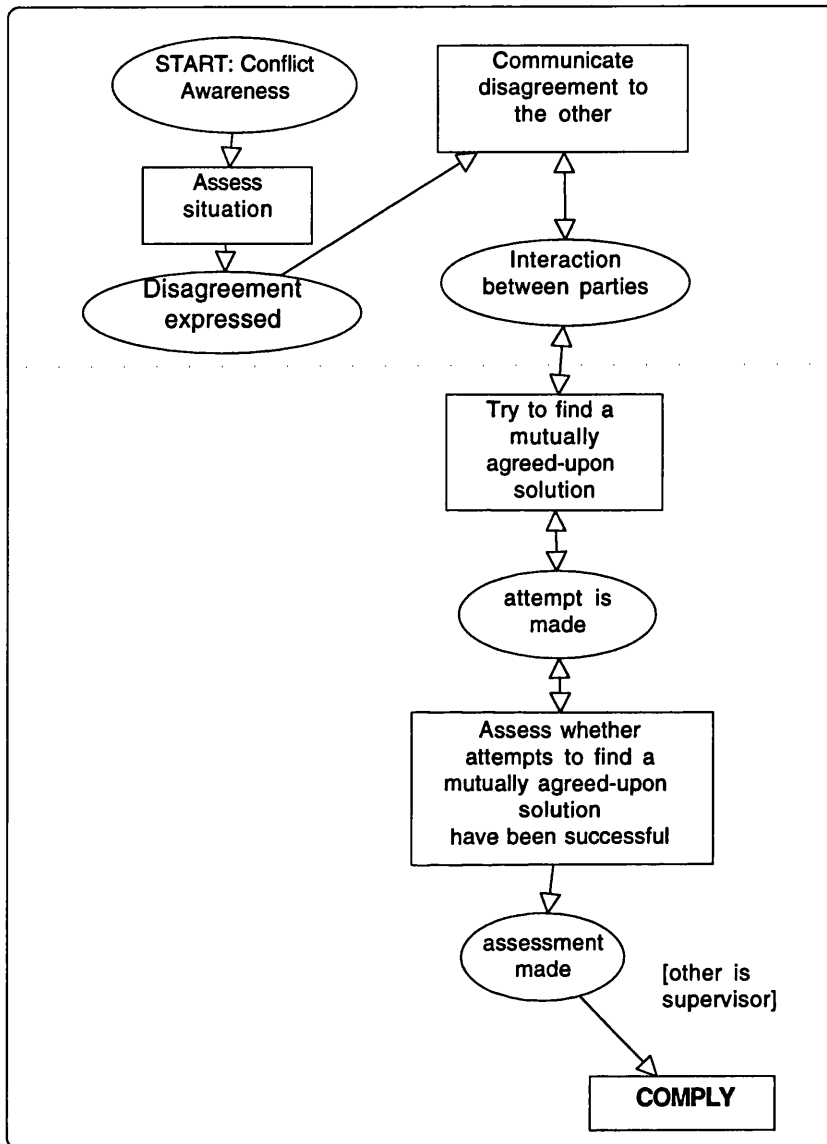 START: Conflict
Awareness
Assess
situation
Disagreement
expressed
Communicate
disagreement to
the other
Interaction
between parties
Try to find a
mutually
agreed-upon
solution
attempt is
made
Assess whether
attempts to find a
mutually agreed-upon
solution
have been successful
assessment
made
[other is
supervisor]
COMPLY